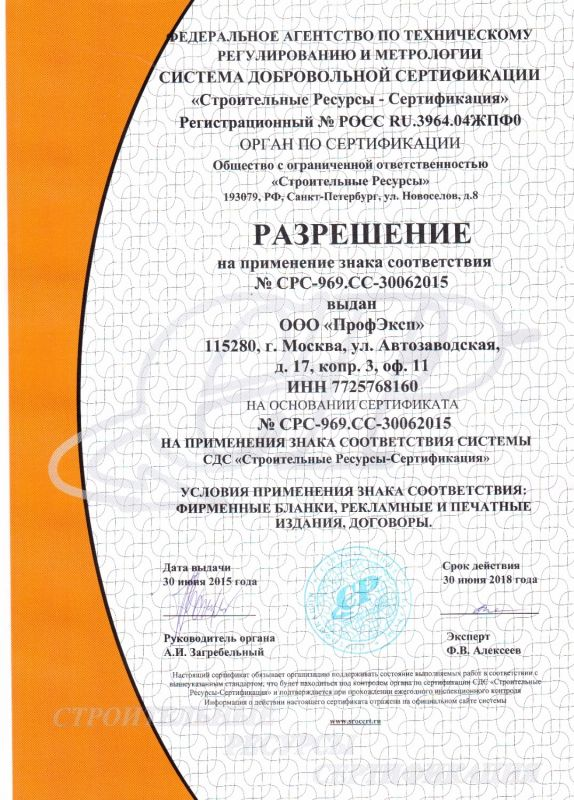 ФЕДЕРАЛЬНОЕ АГЕНТСТВО ПО ТЕХНИЧЕСКОМУ
РЕГУЛИРОВАНИЮ И МЕТРОЛОГИИ
СИСТЕМА ДОБРОВОЛЬНОЙ СЕРТИФИКАЦИИ
«Строительные Ресурсы - Сертификация»
Регистрационный № РОСС RU.3964.04ЖПФ0
ОРГАН ПО СЕРТИФИКАЦИИ
Общество с ограниченной ответственностью
«Строительные Ресурсы»
193079, РФ, Санкт-Петербург, ул. Новоселов, д.8
РАЗРЕШЕНИЕ
на применение знака соответствия
№ СРС-969.СС-30062015
выдан
ООО «ПрофЭксп»
115280, г. Москва, ул. Автозаводская,
д. 17, копр. 3, оф. 11
ИНН 7725768160
НА ОСНОВАНИИ СЕРТИФИКАТА
№ СРС-969.СС-30062015
НА ПРИМЕНЕНИЯ ЗНАКА СООТВЕТСТВИЯ СИСТЕМЫ
СДС «Строительные Ресурсы-Сертификация»
УСЛОВИЯ ПРИМЕНЕНИЯ ЗНАКА СООТВЕТСТВИЯ:
ФИРМЕННЫЕ БЛАНКИ, РЕКЛАМНЫЕ И ПЕЧАТНЫЕ
ИЗДАНИЯ, ДОГОВОРЫ.
Дата выдачи
30 июня 2015 года
Срок действия
30 июня 2018 года
Руководитель органа
А.И. Загребельный
Эксперт
Ф.В. Алексеев
Настоящий сертификат обязывает организацию поддерживать состояние выполняемых работ в соответствии с
вышеуказанным стандартом, что будет находиться под контролем органа по сертификации СДС «Строительные
Ресурсы-Сертификация» и подтверждается при прохождении ежегодного инспекционного контроля
Информация о действии настоящего сертификата отражена на официальном сайте системы
www.sroccrt.ru
СТРОИТЕЛЬНЫЕ
РЕСУРСЫ
СЕРТИФИКАЦИЯ